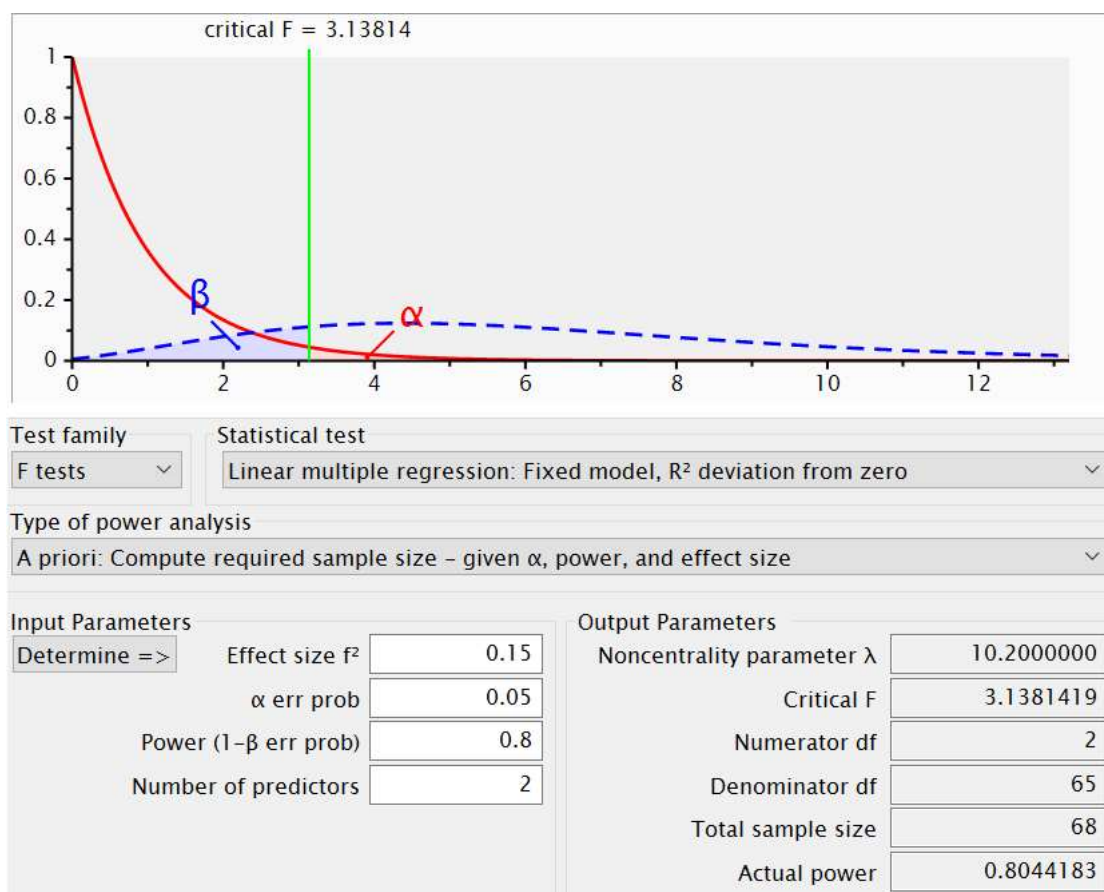 critical F = 3.13814
1
0.8
0.6
0.4
0.2
0
β
α
0 2 4 6 8 10 12
Test family Statistical test
F tests Linear multiple regression: Fixed model, R² deviation from zero
Type of power analysis
A priori: Compute required sample size – given α, power, and effect size
Input Parameters Output Parameters
Determine => Effect size f² 0.15 Noncentrality parameter λ 10.2000000
α err prob 0.05 Critical F 3.1381419
Power (1-β err prob) 0.8 Numerator df 2
Number of predictors 2 Denominator df 65
Total sample size 68
Actual power 0.8044183